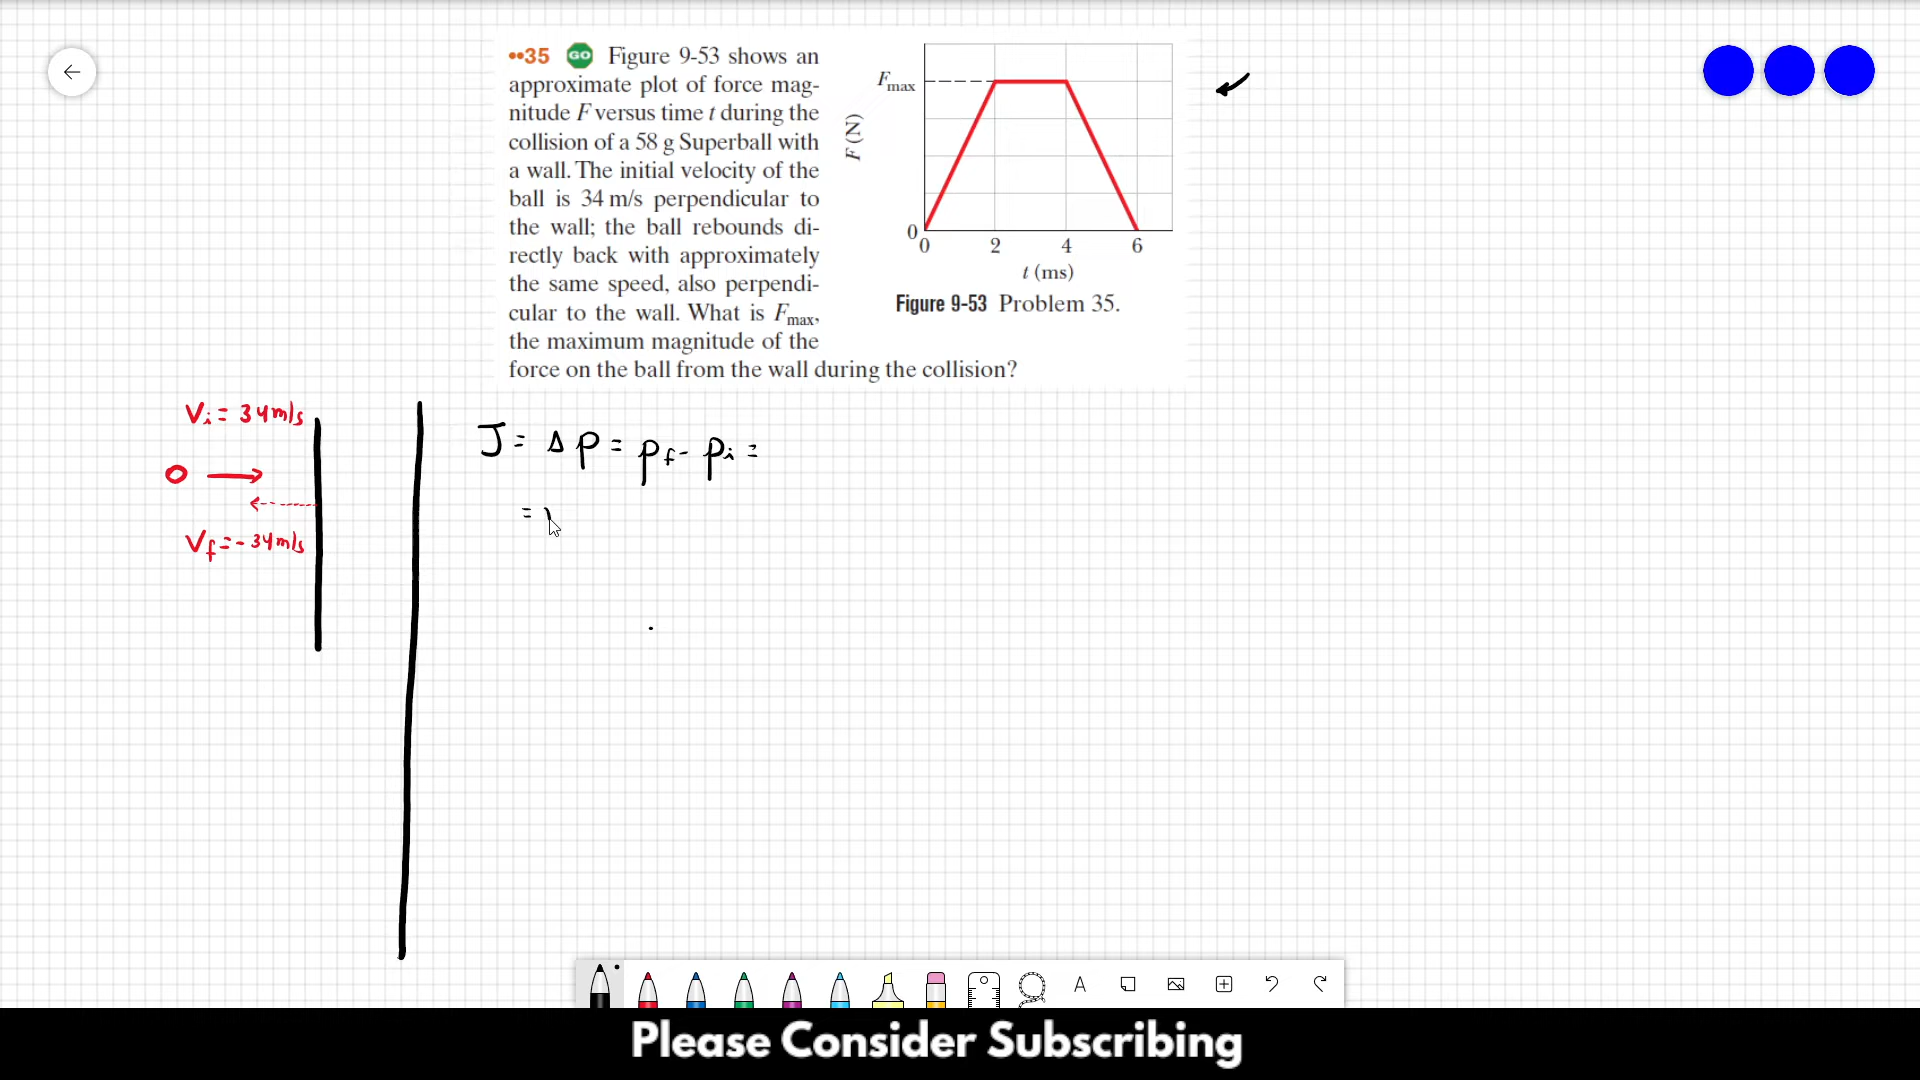 ••35 GO Figure 9-53 shows an
approximate plot of force mag-
nitude F versus time t during the
collision of a 58 g Superball with
a wall. The initial velocity of the
ball is 34 m/s perpendicular to
the wall; the ball rebounds di-
rectly back with approximately
the same speed, also perpendi-
cular to the wall. What is Fmax,
the maximum magnitude of the
force on the ball from the wall during the collision?
Fmax
F (N)
0
0 2 4 6
t (ms)
Figure 9-53 Problem 35.
Vi = 34 m/s
Vf = -34 m/s
J = Δp = pf - pi =
=
A
Please Consider Subscribing